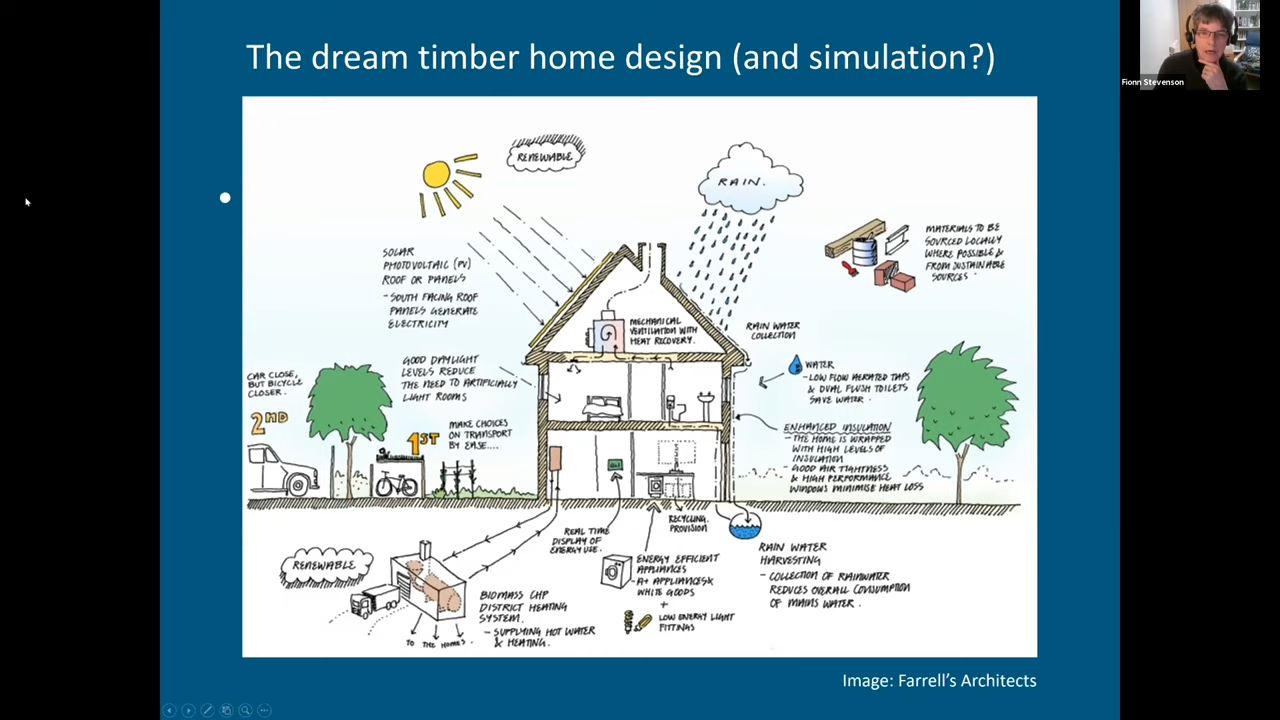 The dream timber home design (and simulation?)
Fionn Stevenson
RENEWABLE
RAIN.
SOLAR
PHOTOVOLTAIC (PV)
ROOF OR PANELS
- SOUTH FACING ROOF
PANELS GENERATE
ELECTRICITY
MATERIALS TO BE
SOURCED LOCALLY
WHERE POSSIBLE &
FROM SUSTAINABLE
SOURCES.
MECHANICAL
VENTILATION WITH
HEAT RECOVERY.
RAIN WATER
COLLECTION
GOOD DAYLIGHT
LEVELS REDUCE
THE NEED TO ARTIFICIALLY
LIGHT ROOMS
WATER
- LOW FLOW AERATED TAPS
& DUAL FLUSH TOILETS
SAVE WATER.
CAR CLOSE,
BUT BICYCLE
CLOSER.
2ND
1ST
MAKE CHOICES
ON TRANSPORT
BY EASE....
ENHANCED INSULATION
- THE HOME IS WRAPPED
WITH HIGH LEVELS OF
INSULATION
- GOOD AIR TIGHTNESS
& HIGH PERFORMANCE
WINDOWS MINIMISE HEAT LOSS
REAL TIME
DISPLAY OF
ENERGY USE.
RECYCLING.
PROVISION
RENEWABLE
BIOMASS CHP
DISTRICT HEATING
SYSTEM.
- SUPPLYING HOT WATER
& HEATING.
TO THE HOMES.
ENERGY EFFICIENT
APPLIANCES
- A+ APPLIANCES &
WHITE GOODS
+
LOW ENERGY LIGHT
FITTINGS
RAIN WATER
HARVESTING
- COLLECTION OF RAINWATER
REDUCES OVERALL CONSUMPTION
OF MAINS WATER.
Image: Farrell's Architects